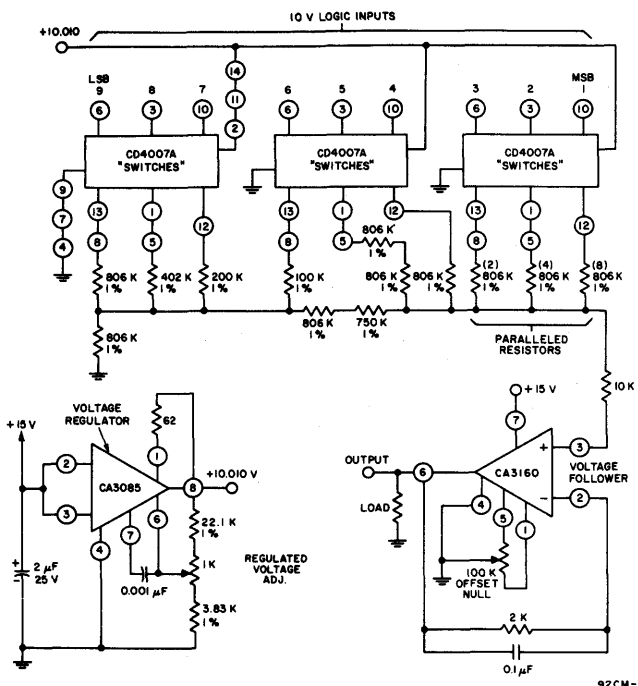 10 V LOGIC INPUTS
+10.010
LSB
9 8 7 6 5 4 3 2 MSB 1
14
11
2
6 3 10 6 3 10 6 3 10
CD4007A
"SWITCHES"
CD4007A
"SWITCHES"
CD4007A
"SWITCHES"
9
7
4
13 1 12 13 1 12 13 1 12
8 5 8 5 8 5
806 K
1%
402 K
1%
200 K
1%
100 K
1%
806 K
1%
806 K
1%
806 K
1%
(2)
806 K
1%
(4)
806 K
1%
(8)
806 K
1%
806 K
1%
806 K
1%
750 K
1%
PARALLELED
RESISTORS
10 K
VOLTAGE
REGULATOR
+15 V
62
1
2
3
CA3085
8
+10.010 V
4
7
6
22.1 K
1%
2 µF
25 V
0.001 µF
1K
REGULATED
VOLTAGE
ADJ.
3.83 K
1%
+15 V
7
OUTPUT
6
CA3160
+
3
−
2
VOLTAGE
FOLLOWER
LOAD
4
5
1
100 K
OFFSET
NULL
2 K
0.1 µF
92CM-